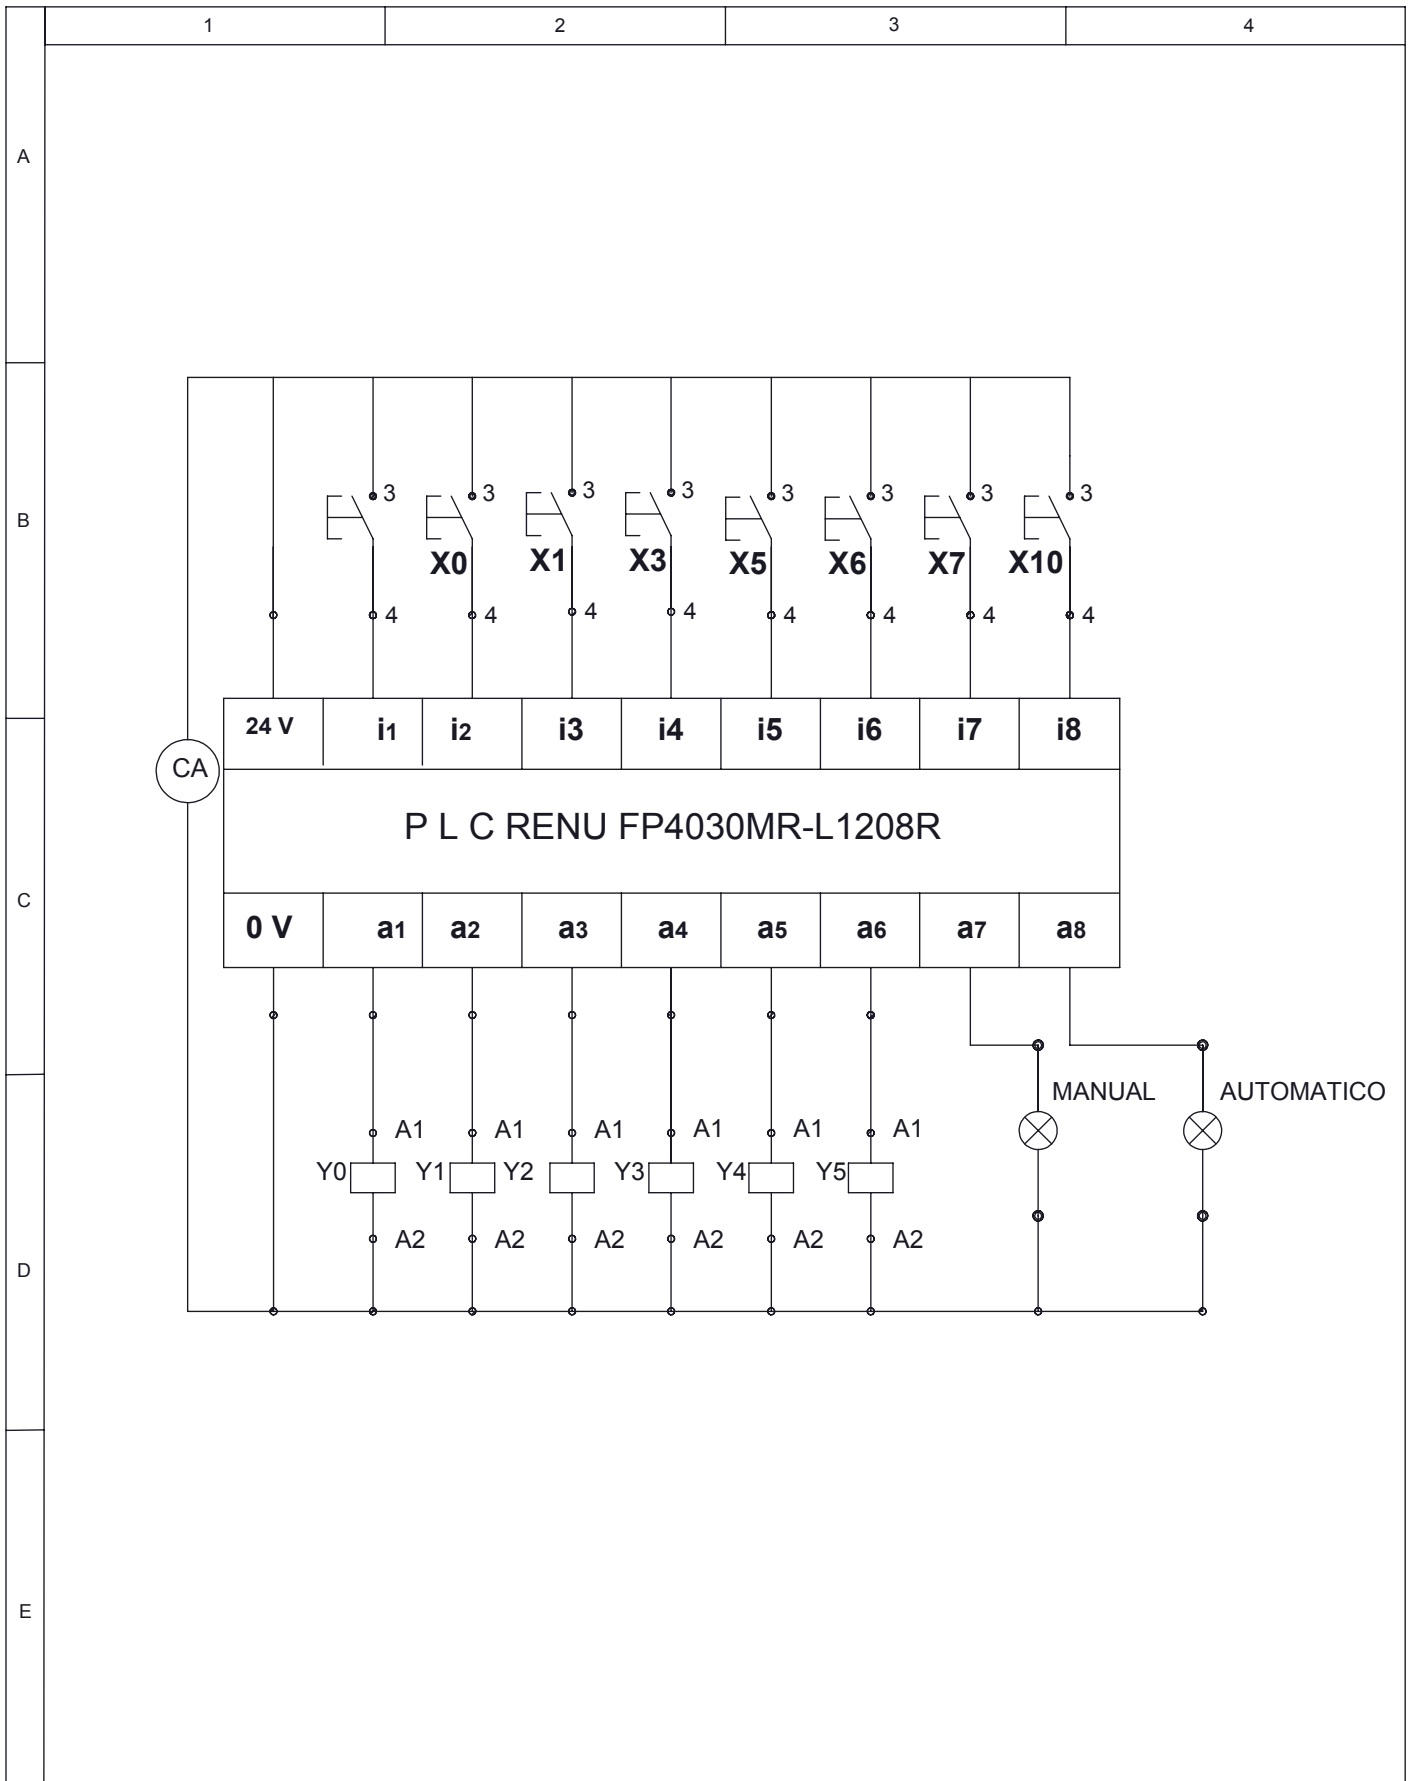 1 2 3 4
A
B
3 3 3 3 3 3 3 3
X0 X1 X3 X5 X6 X7 X10
4 4 4 4 4 4 4 4
24 V i1 i2 i3 i4 i5 i6 i7 i8
CA
P L C RENU FP4030MR-L1208R
C
0 V a1 a2 a3 a4 a5 a6 a7 a8
MANUAL AUTOMATICO
A1 A1 A1 A1 A1 A1
Y0 Y1 Y2 Y3 Y4 Y5
A2 A2 A2 A2 A2 A2
D
E